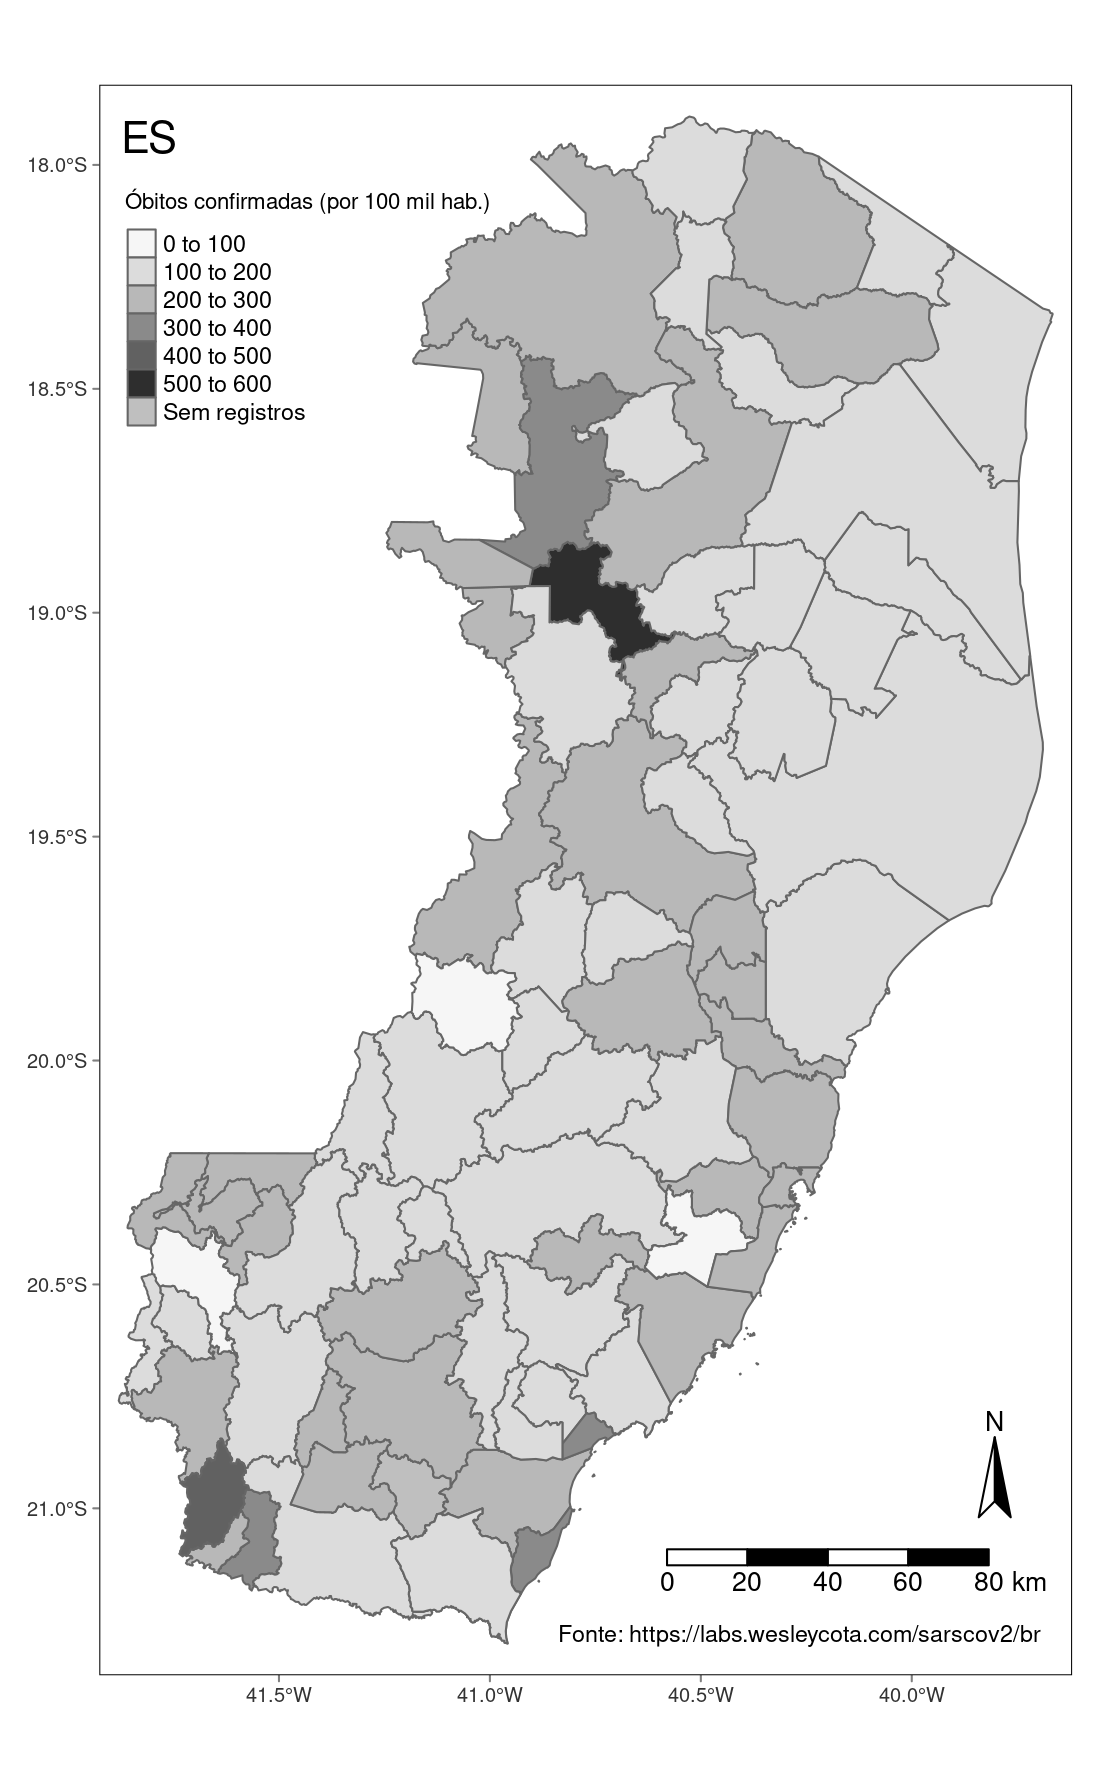 ES
Óbitos confirmadas (por 100 mil hab.)
0 to 100
100 to 200
200 to 300
300 to 400
400 to 500
500 to 600
Sem registros
18.0°S
18.5°S
19.0°S
19.5°S
20.0°S
20.5°S
21.0°S
N
0 20 40 60 80 km
Fonte: https://labs.wesleycota.com/sarscov2/br
41.5°W 41.0°W 40.5°W 40.0°W